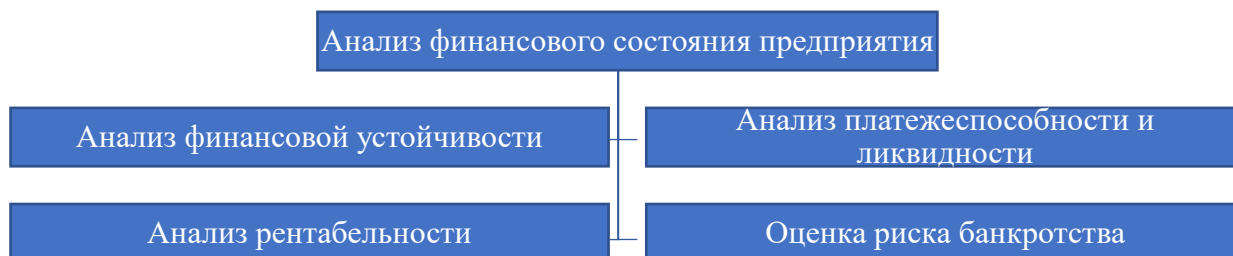 Анализ финансового состояния предприятия
Анализ финансовой устойчивости
Анализ платежеспособности и
ликвидности
Анализ рентабельности
Оценка риска банкротства